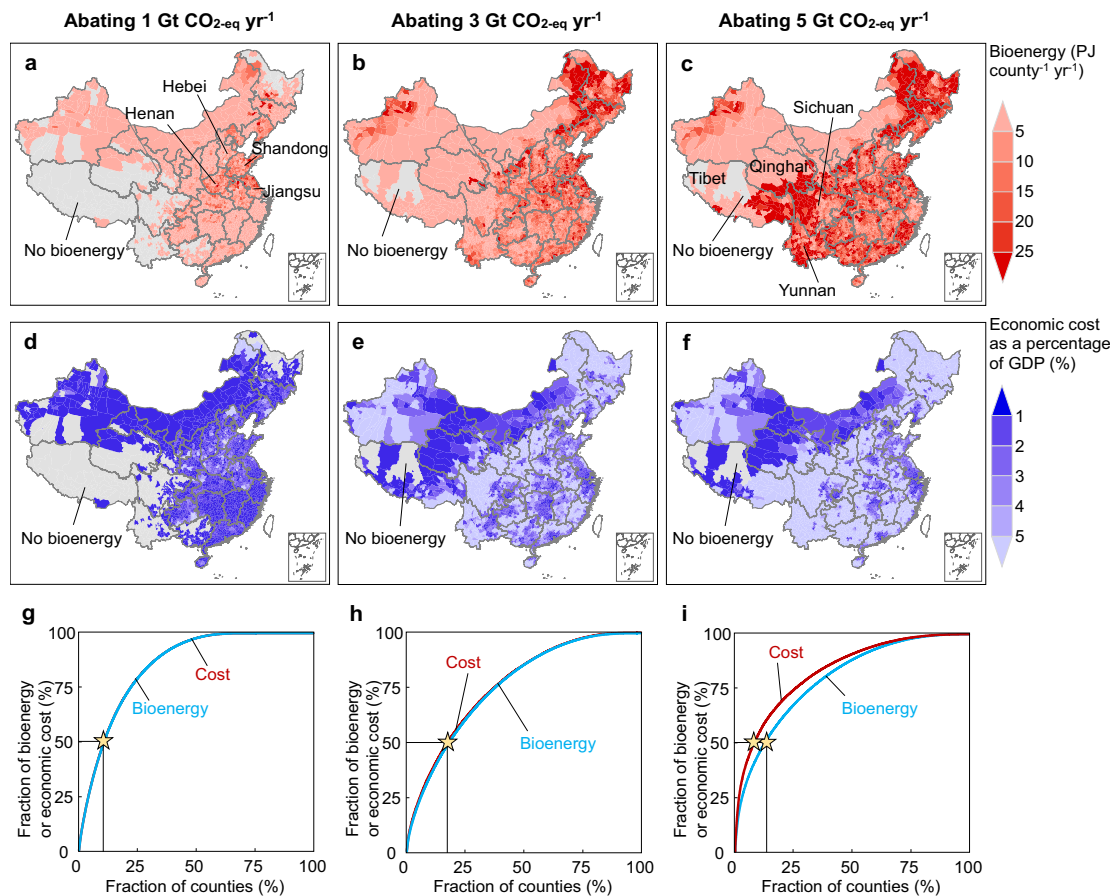 Abating 1 Gt CO2-eq yr-1
Abating 3 Gt CO2-eq yr-1
Abating 5 Gt CO2-eq yr-1
a
Hebei
Henan
Shandong
Jiangsu
No bioenergy
b
No bioenergy
c
Sichuan
Qinghai
Tibet
No bioenergy
Yunnan
Bioenergy (PJ
county-1 yr-1)
5
10
15
20
25
d
No bioenergy
e
No bioenergy
f
No bioenergy
Economic cost
as a percentage
of GDP (%)
1
2
3
4
5
g
Fraction of bioenergy
or economic cost (%)
100
75
50
25
0
Cost
Bioenergy
0 25 50 75 100
Fraction of counties (%)
h
Fraction of bioenergy
or economic cost (%)
100
75
50
25
0
Cost
Bioenergy
0 25 50 75 100
Fraction of counties (%)
i
Fraction of bioenergy
or economic cost (%)
100
75
50
25
0
Cost
Bioenergy
0 25 50 75 100
Fraction of counties (%)